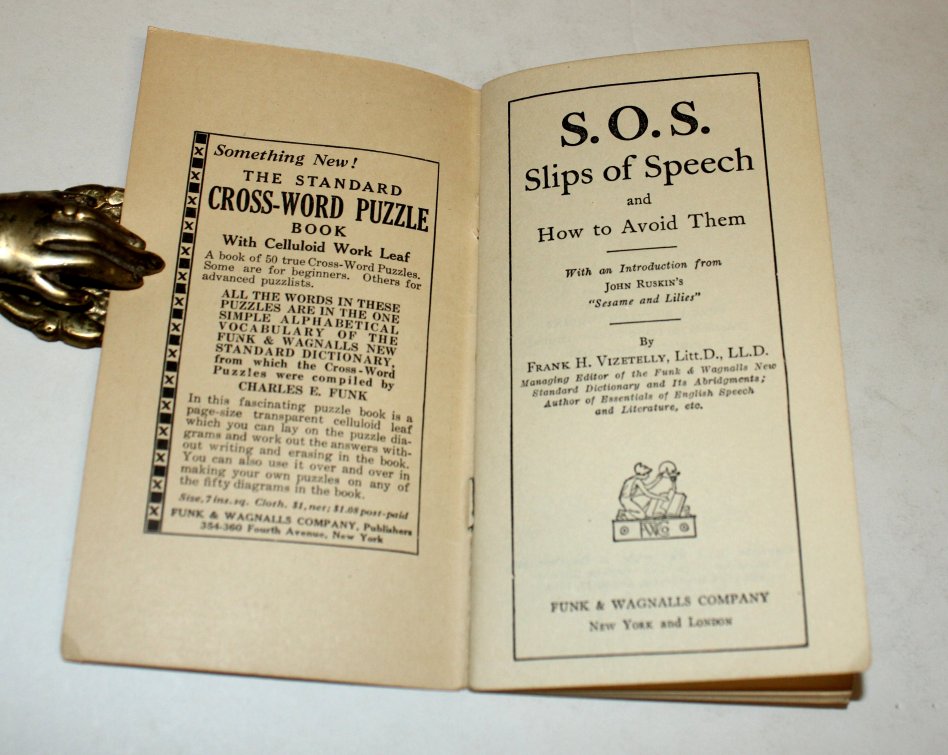 Something New!
THE STANDARD
CROSS-WORD PUZZLE
BOOK
With Celluloid Work Leaf
A book of 50 true Cross-Word Puzzles.
Some are for beginners. Others for
advanced puzzlists.
ALL THE WORDS IN THESE
PUZZLES ARE IN THE ONE
SIMPLE ALPHABETICAL
VOCABULARY OF THE
FUNK & WAGNALLS NEW
STANDARD DICTIONARY,
from which the Cross-Word
Puzzles were compiled by
CHARLES E. FUNK
In this fascinating puzzle book is a
page-size transparent celluloid leaf
which you can lay on the puzzle dia-
grams and work out the answers with-
out writing and erasing in the book.
You can also use it over and over in
making your own puzzles on any of
the fifty diagrams in the book.
Size, 7 ins. sq. Cloth. $1, net; $1.08 post-paid
FUNK & WAGNALLS COMPANY, Publishers
354-360 Fourth Avenue, New York
S.O.S.
Slips of Speech
and
How to Avoid Them
With an Introduction from
JOHN RUSKIN'S
"Sesame and Lilies"
By
FRANK H. VIZETELLY, Litt.D., LL.D.
Managing Editor of the Funk & Wagnalls New
Standard Dictionary and Its Abridgments;
Author of Essentials of English Speech
and Literature, etc.
FWCo
FUNK & WAGNALLS COMPANY
NEW YORK and LONDON